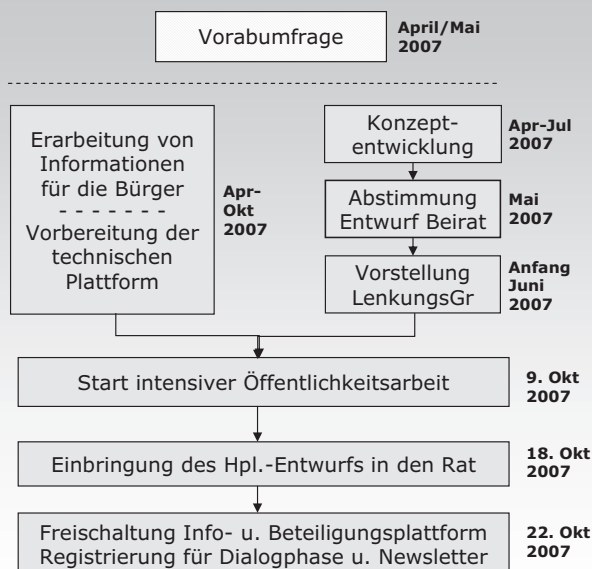 Vorabumfrage
April/Mai
2007
Erarbeitung von
Informationen
für die Bürger
- - - - - - -
Vorbereitung der
technischen
Plattform
Apr-
Okt
2007
Konzept-
entwicklung
Apr-Jul
2007
Abstimmung
Entwurf Beirat
Mai
2007
Vorstellung
LenkungsGr
Anfang
Juni
2007
Start intensiver Öffentlichkeitsarbeit
9. Okt
2007
Einbringung des Hpl.-Entwurfs in den Rat
18. Okt
2007
Freischaltung Info- u. Beteiligungsplattform
Registrierung für Dialogphase u. Newsletter
22. Okt
2007